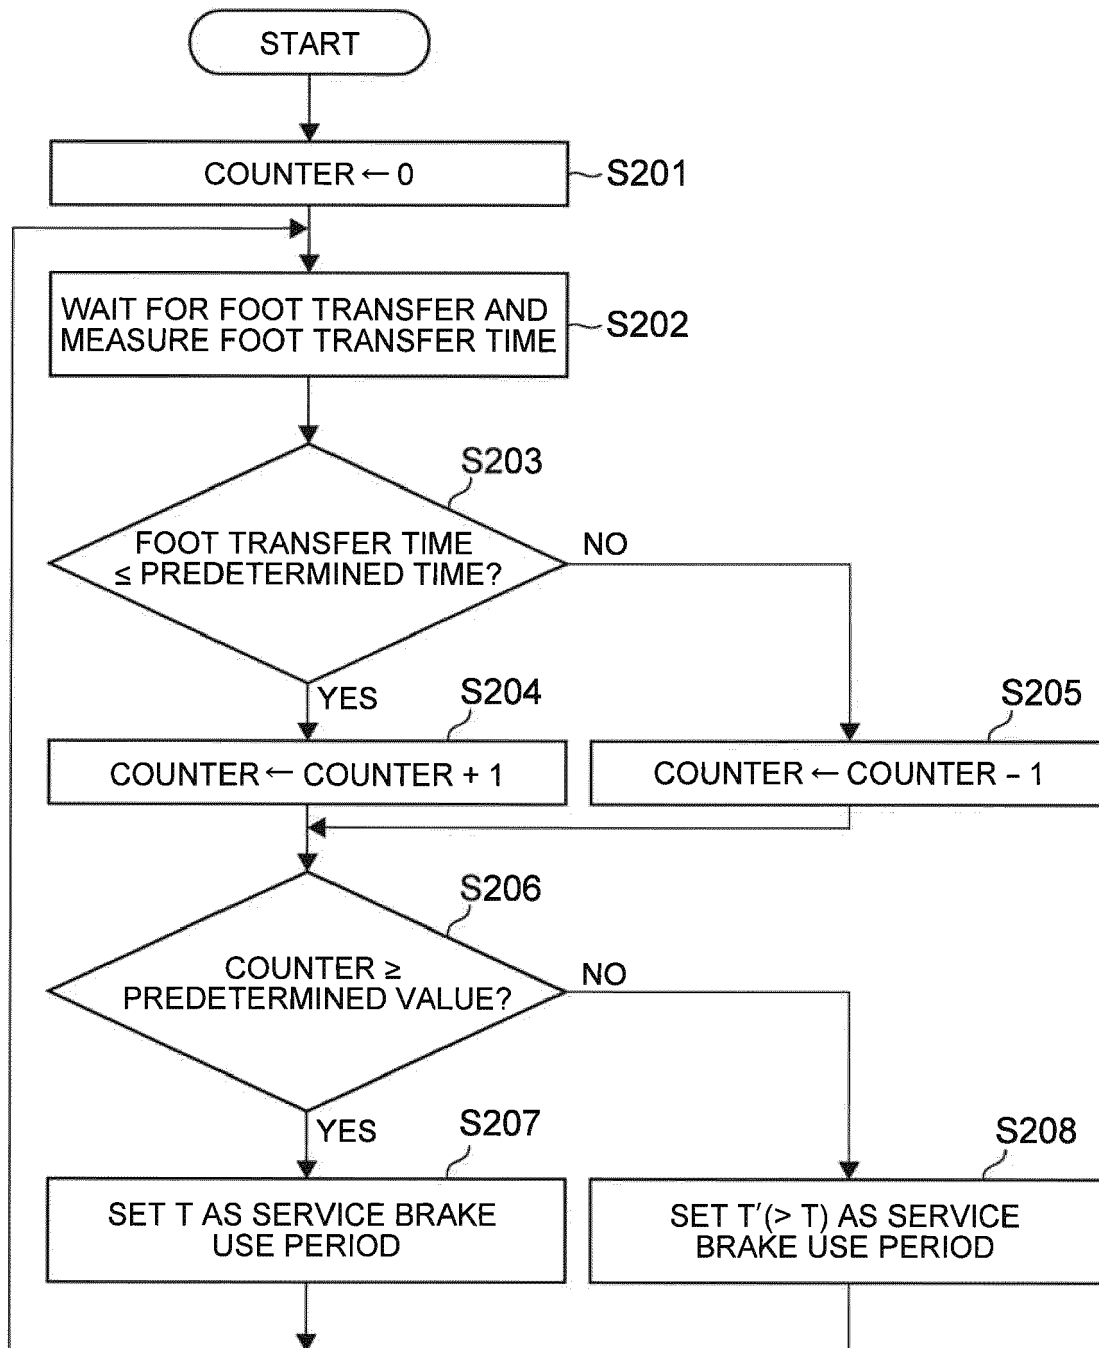 START
COUNTER ← 0
S201
WAIT FOR FOOT TRANSFER AND
MEASURE FOOT TRANSFER TIME
S202
S203
FOOT TRANSFER TIME
≤ PREDETERMINED TIME?
NO
YES
S204
S205
COUNTER ← COUNTER + 1
COUNTER ← COUNTER – 1
S206
COUNTER ≥
PREDETERMINED VALUE?
NO
YES
S207
S208
SET T AS SERVICE BRAKE
USE PERIOD
SET T′(> T) AS SERVICE
BRAKE USE PERIOD